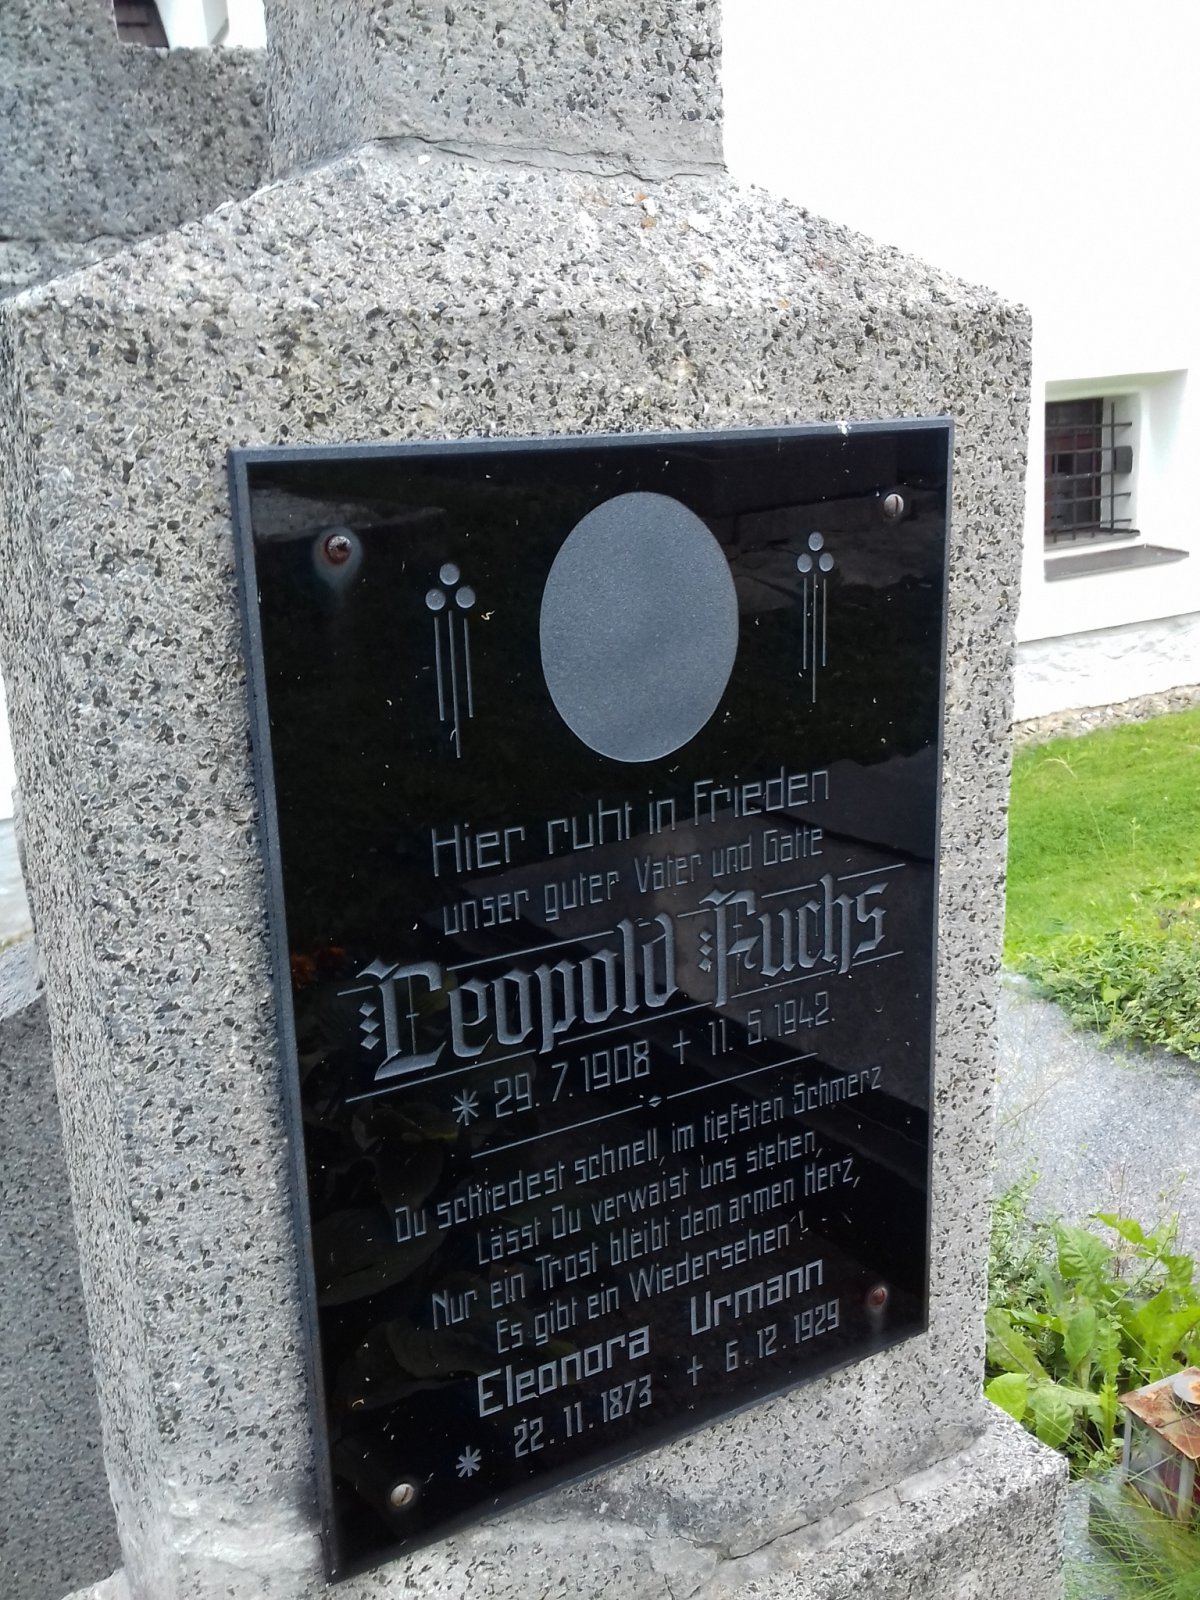 Hier ruht in Frieden
unser guter Vater und Gatte
Leopold Fuchs
* 29. 7. 1908 + 11. 5. 1942.
Du schiedest schnell, im tiefsten Schmerz
Lässt Du verwaist uns stehen,
Nur ein Trost bleibt dem armen Herz,
Es gibt ein Wiedersehen!
Eleonora Urmann
* 22. 11. 1873 + 6. 12. 1929